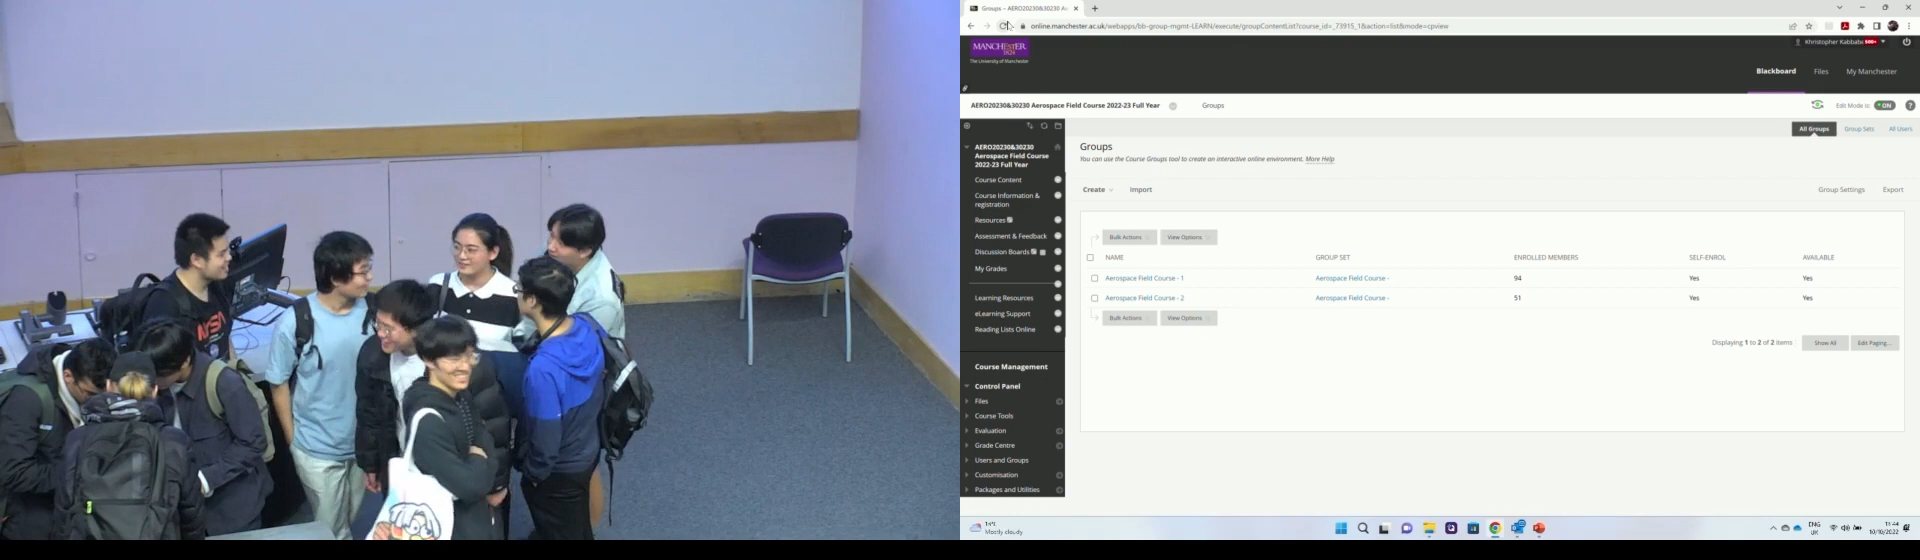 Groups – AERO20230&30230 A
online.manchester.ac.uk/webapps/bb-group-mgmt-LEARN/execute/groupContentList?course_id=_73915_1&action=list&mode=cpview
MANCHESTER
1824
The University of Manchester
Khristopher Kabbabe
Blackboard
Files
My Manchester
AERO20230&30230 Aerospace Field Course 2022-23 Full Year
Groups
Edit Mode is:
ON
?
All Groups
Group Sets
All Users
AERO20230&30230
Aerospace Field Course
2022-23 Full Year
Course Content
Course Information &
registration
Resources
Assessment & Feedback
Discussion Boards
My Grades
Learning Resources
eLearning Support
Reading Lists Online
Course Management
Control Panel
Files
Course Tools
Evaluation
Grade Centre
Users and Groups
Customisation
Packages and Utilities
Groups
You can use the Course Groups tool to create an interactive online environment. More Help
Create
Import
Group Settings
Export
Bulk Actions
View Options
NAME
GROUP SET
ENROLLED MEMBERS
SELF-ENROL
AVAILABLE
Aerospace Field Course - 1
Aerospace Field Course -
94
Yes
Yes
Aerospace Field Course - 2
Aerospace Field Course -
51
Yes
Yes
Bulk Actions
View Options
Displaying 1 to 2 of 2 items
Show All
Edit Paging...
14°C
Mostly cloudy
ENG
UK
11:44
10/10/2022